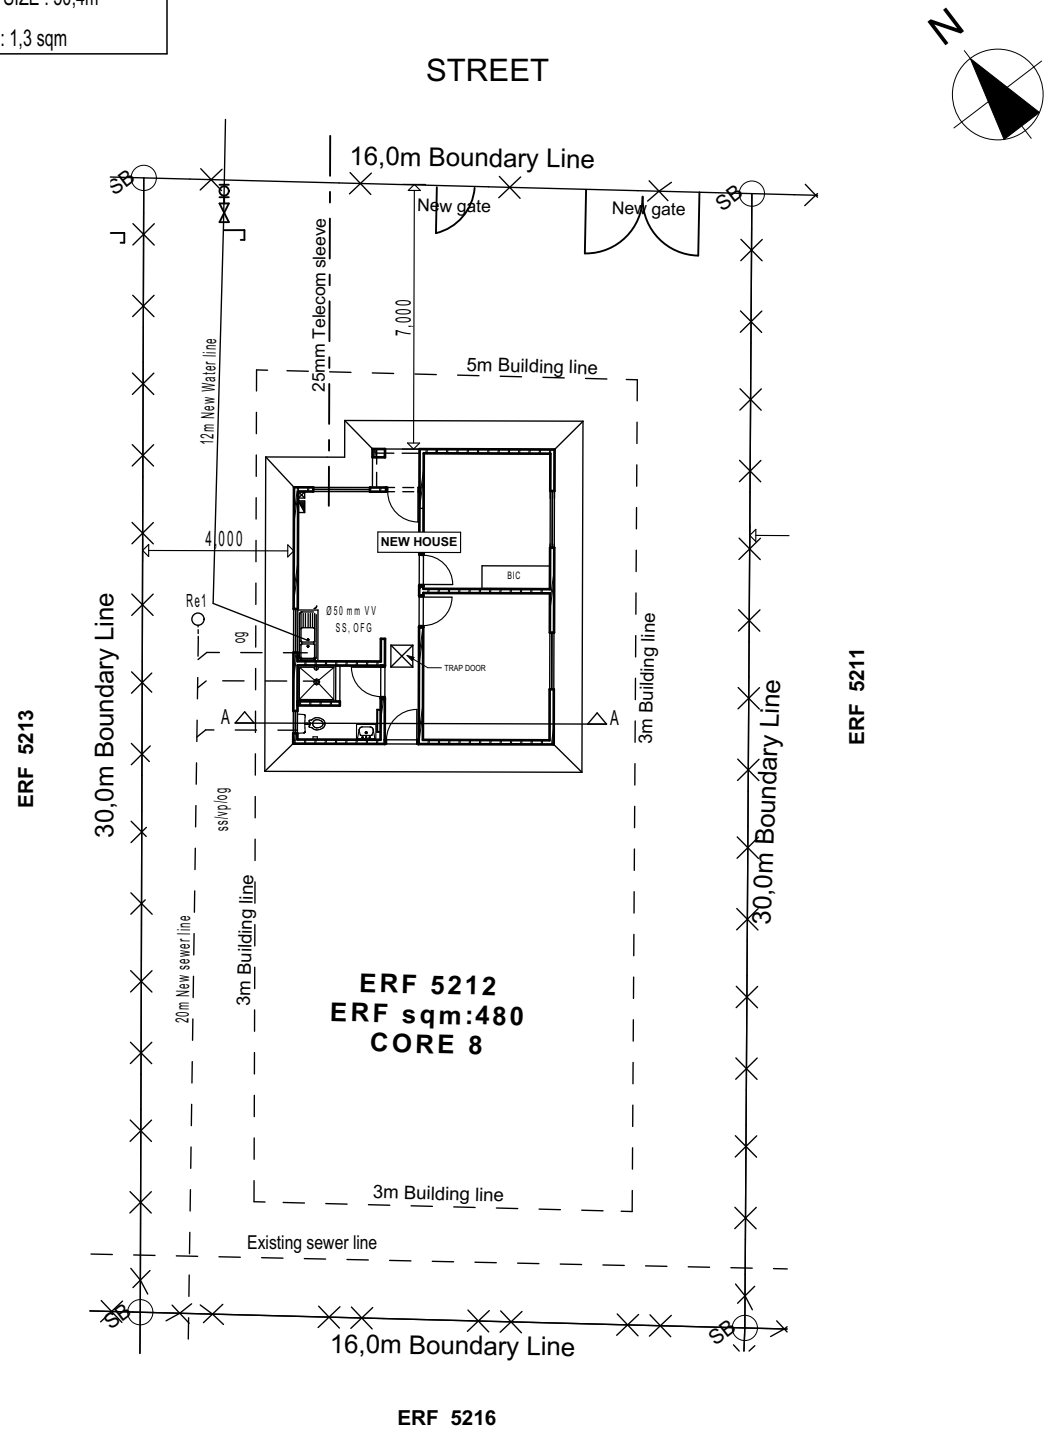 SIZE : 50,4m
: 1,3 sqm
N
STREET
16,0m Boundary Line
SB
SB
New gate
New gate
25mm Telecom sleeve
7,000
12m New Water line
5m Building line
4,000
NEW HOUSE
BIC
Re1
Ø50 mm VV
SS, OFG
og
TRAP DOOR
A
A
3m Building line
30,0m Boundary Line
ERF 5213
ERF 5211
30,0m Boundary Line
ss/vp/og
3m Building line
20m New sewer line
ERF 5212
ERF sqm:480
CORE 8
3m Building line
Existing sewer line
SB
SB
16,0m Boundary Line
ERF 5216